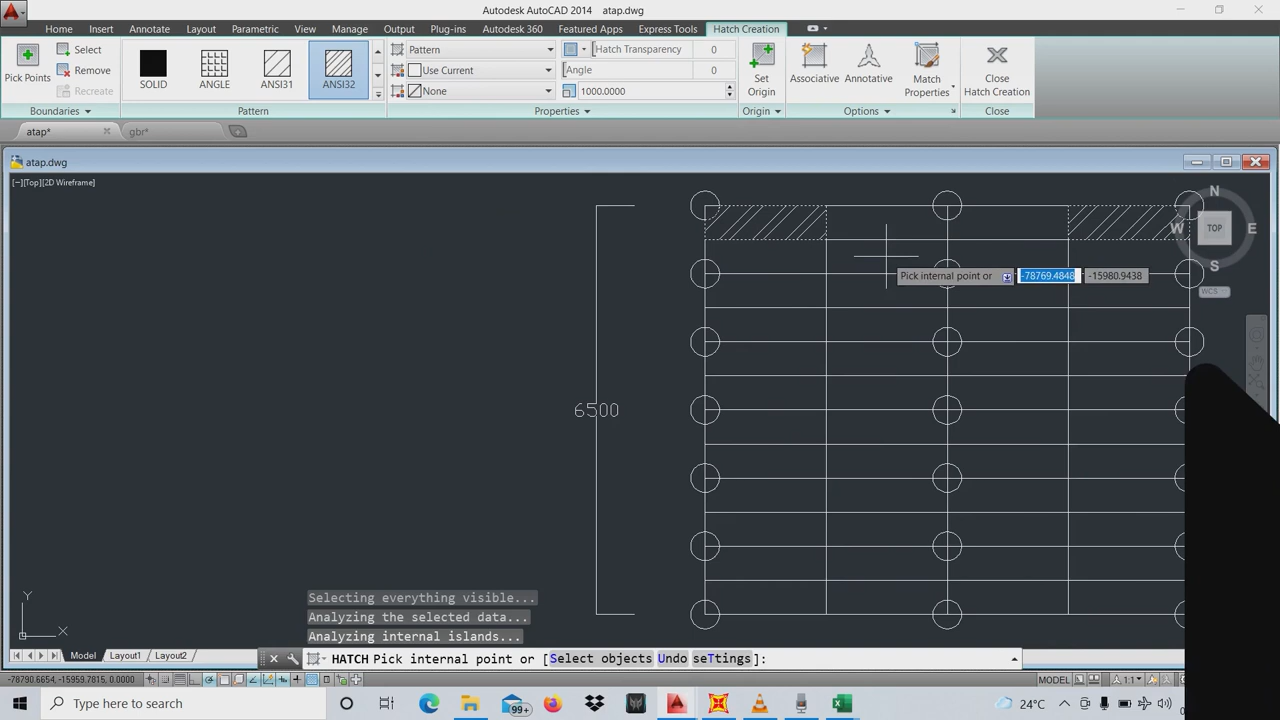 Autodesk AutoCAD 2014 atap.dwg
Home Insert Annotate Layout Parametric View Manage Output Plug-ins Autodesk 360 Featured Apps Express Tools Hatch Creation
Pick Points
Select
Remove
Recreate
Boundaries
SOLID ANGLE ANSI31 ANSI32
Pattern
Pattern
Use Current
None
Hatch Transparency 0
Angle 0
1000.0000
Properties
Set
Origin
Origin
Associative Annotative Match
Properties
Options
Close
Hatch Creation
Close
atap* gbr*
atap.dwg
[−][Top][2D Wireframe]
N
W TOP E
S
WCS
Pick internal point or -78769.4848 -15980.9438
6500
Y
X
Selecting everything visible...
Analyzing the selected data...
Analyzing internal islands...
HATCH Pick internal point or [Select objects Undo seTtings]:
Model Layout1 Layout2
-78790.6654, -15959.7815, 0.0000 MODEL 1:1
Type here to search 99+ 24°C